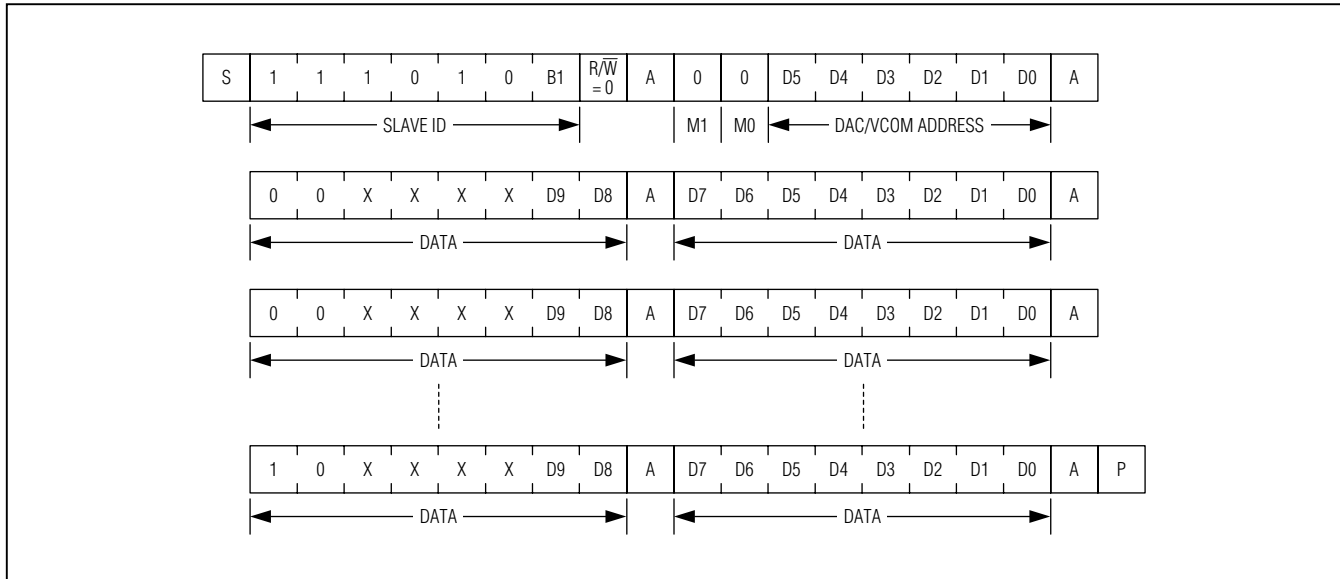 S 1 1 1 0 1 0 B1 R/W̅ = 0 A 0 0 D5 D4 D3 D2 D1 D0 A
SLAVE ID M1 M0 DAC/VCOM ADDRESS
0 0 X X X X D9 D8 A D7 D6 D5 D4 D3 D2 D1 D0 A
DATA DATA
0 0 X X X X D9 D8 A D7 D6 D5 D4 D3 D2 D1 D0 A
DATA DATA
1 0 X X X X D9 D8 A D7 D6 D5 D4 D3 D2 D1 D0 A P
DATA DATA